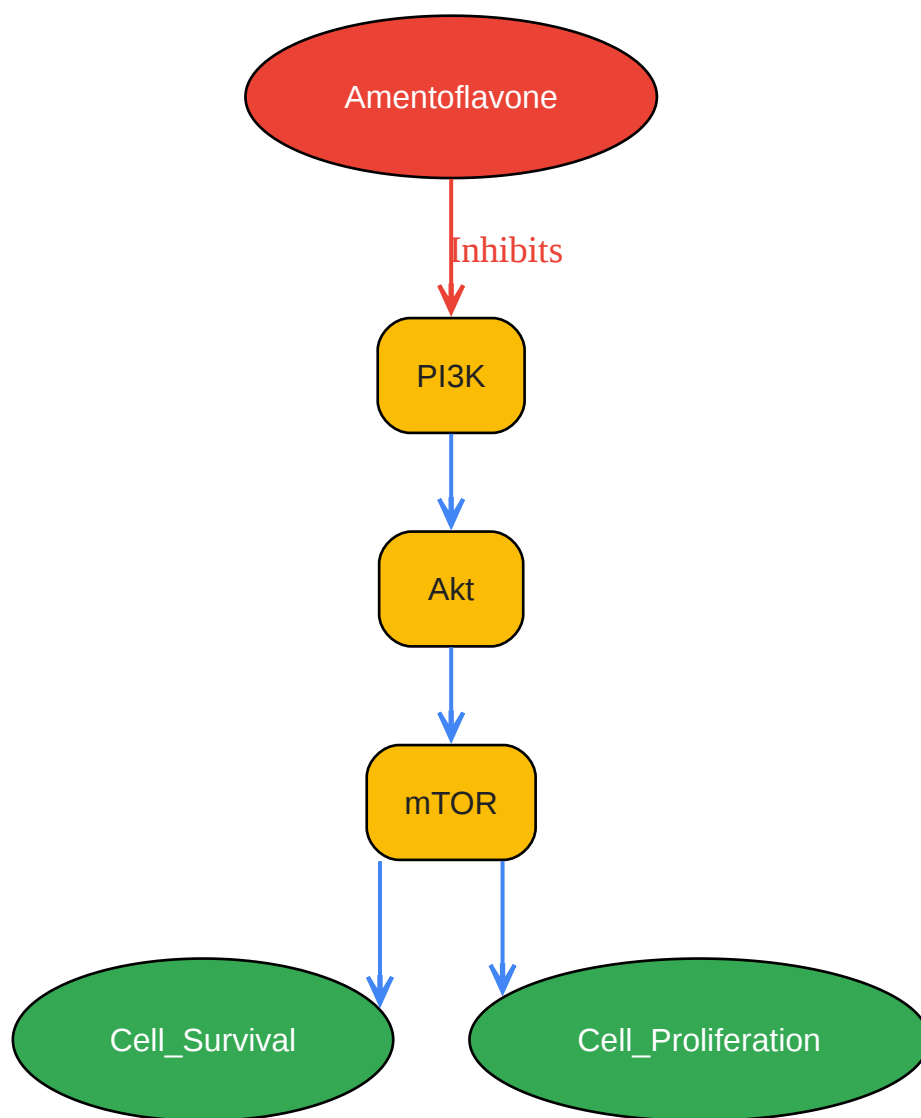 Amentoflavone
Inhibits
PI3K
Akt
mTOR
Cell_Survival
Cell_Proliferation